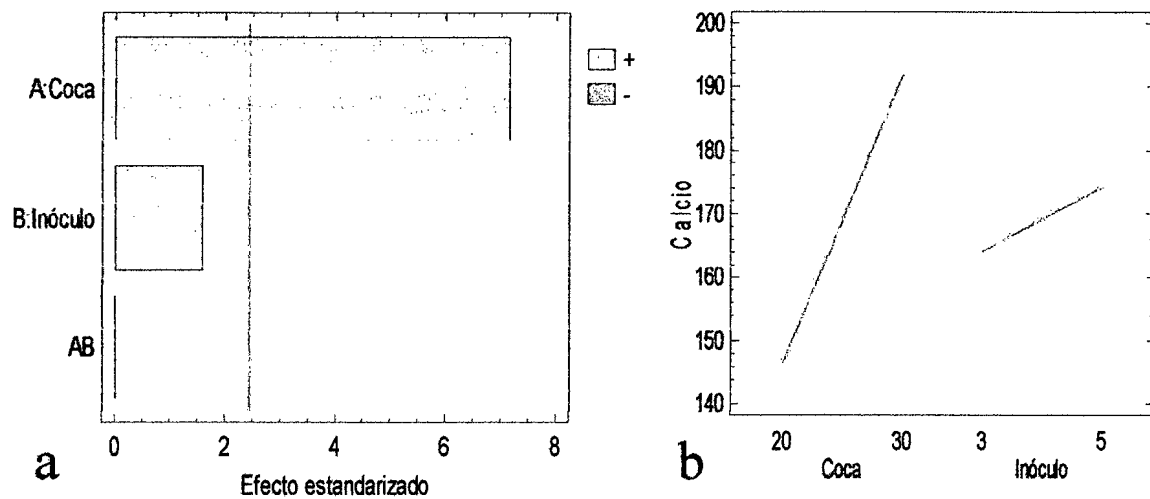 A:Coca
B:Inóculo
AB
0 2 4 6 8
Efecto estandarizado
+
-
a
200
190
180
170
160
150
140
Calcio
20 30 3 5
Coca Inóculo
b